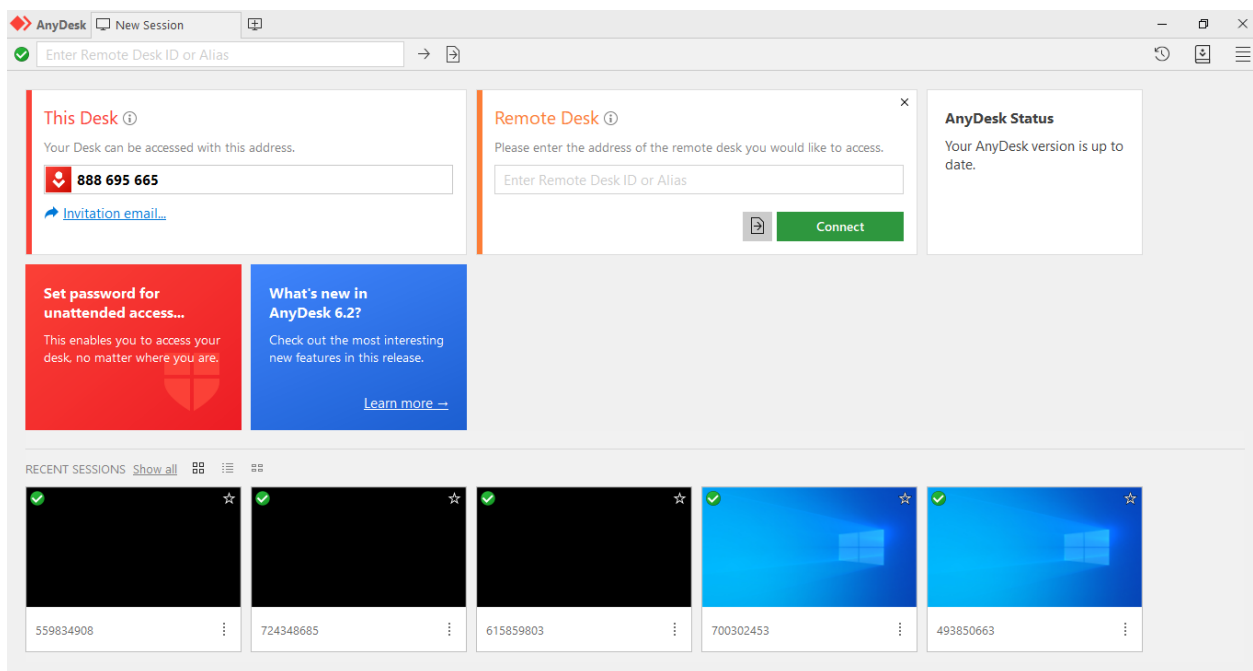 AnyDesk New Session
Enter Remote Desk ID or Alias
This Desk
Your Desk can be accessed with this address.
888 695 665
Invitation email...
Remote Desk
Please enter the address of the remote desk you would like to access.
Enter Remote Desk ID or Alias
Connect
AnyDesk Status
Your AnyDesk version is up to
date.
Set password for
unattended access...
This enables you to access your
desk, no matter where you are.
What's new in
AnyDesk 6.2?
Check out the most interesting
new features in this release.
Learn more →
RECENT SESSIONS Show all
559834908
724348685
615859803
700302453
493850663